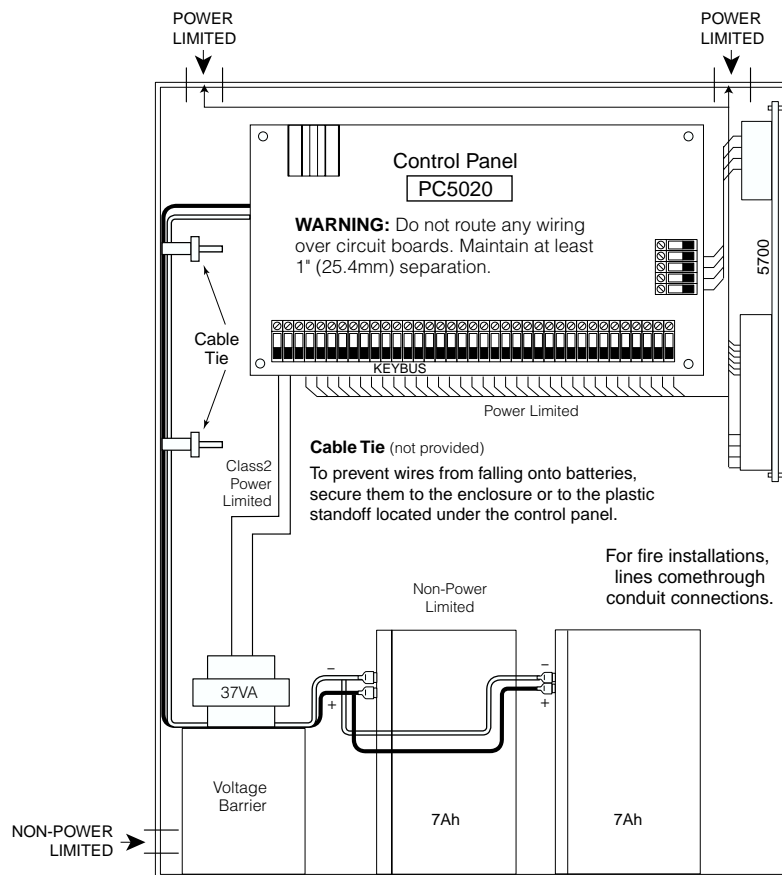 POWER
LIMITED
POWER
LIMITED
Control Panel
PC5020
WARNING: Do not route any wiring
over circuit boards. Maintain at least
1" (25.4mm) separation.
5700
Cable
Tie
KEYBUS
Power Limited
Class2
Power
Limited
Cable Tie (not provided)
To prevent wires from falling onto batteries,
secure them to the enclosure or to the plastic
standoff located under the control panel.
For fire installations,
lines comethrough
conduit connections.
Non-Power
Limited
37VA
–
+
–
+
Voltage
Barrier
7Ah
7Ah
NON-POWER
LIMITED